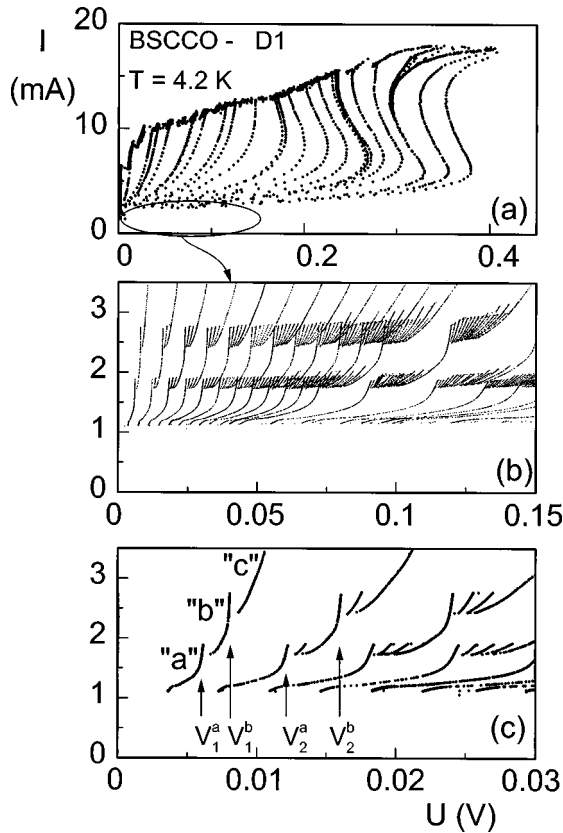 I
(mA)
20
BSCCO - D1
T = 4.2 K
10
0
(a)
0
0.2
0.4
3
2
1
0
(b)
0
0.05
0.10
0.15
3
"c"
"b"
2
"a"
1
0
V₁ᵃ V₁ᵇ V₂ᵃ V₂ᵇ
(c)
0
0.01
0.02
0.03
U (V)